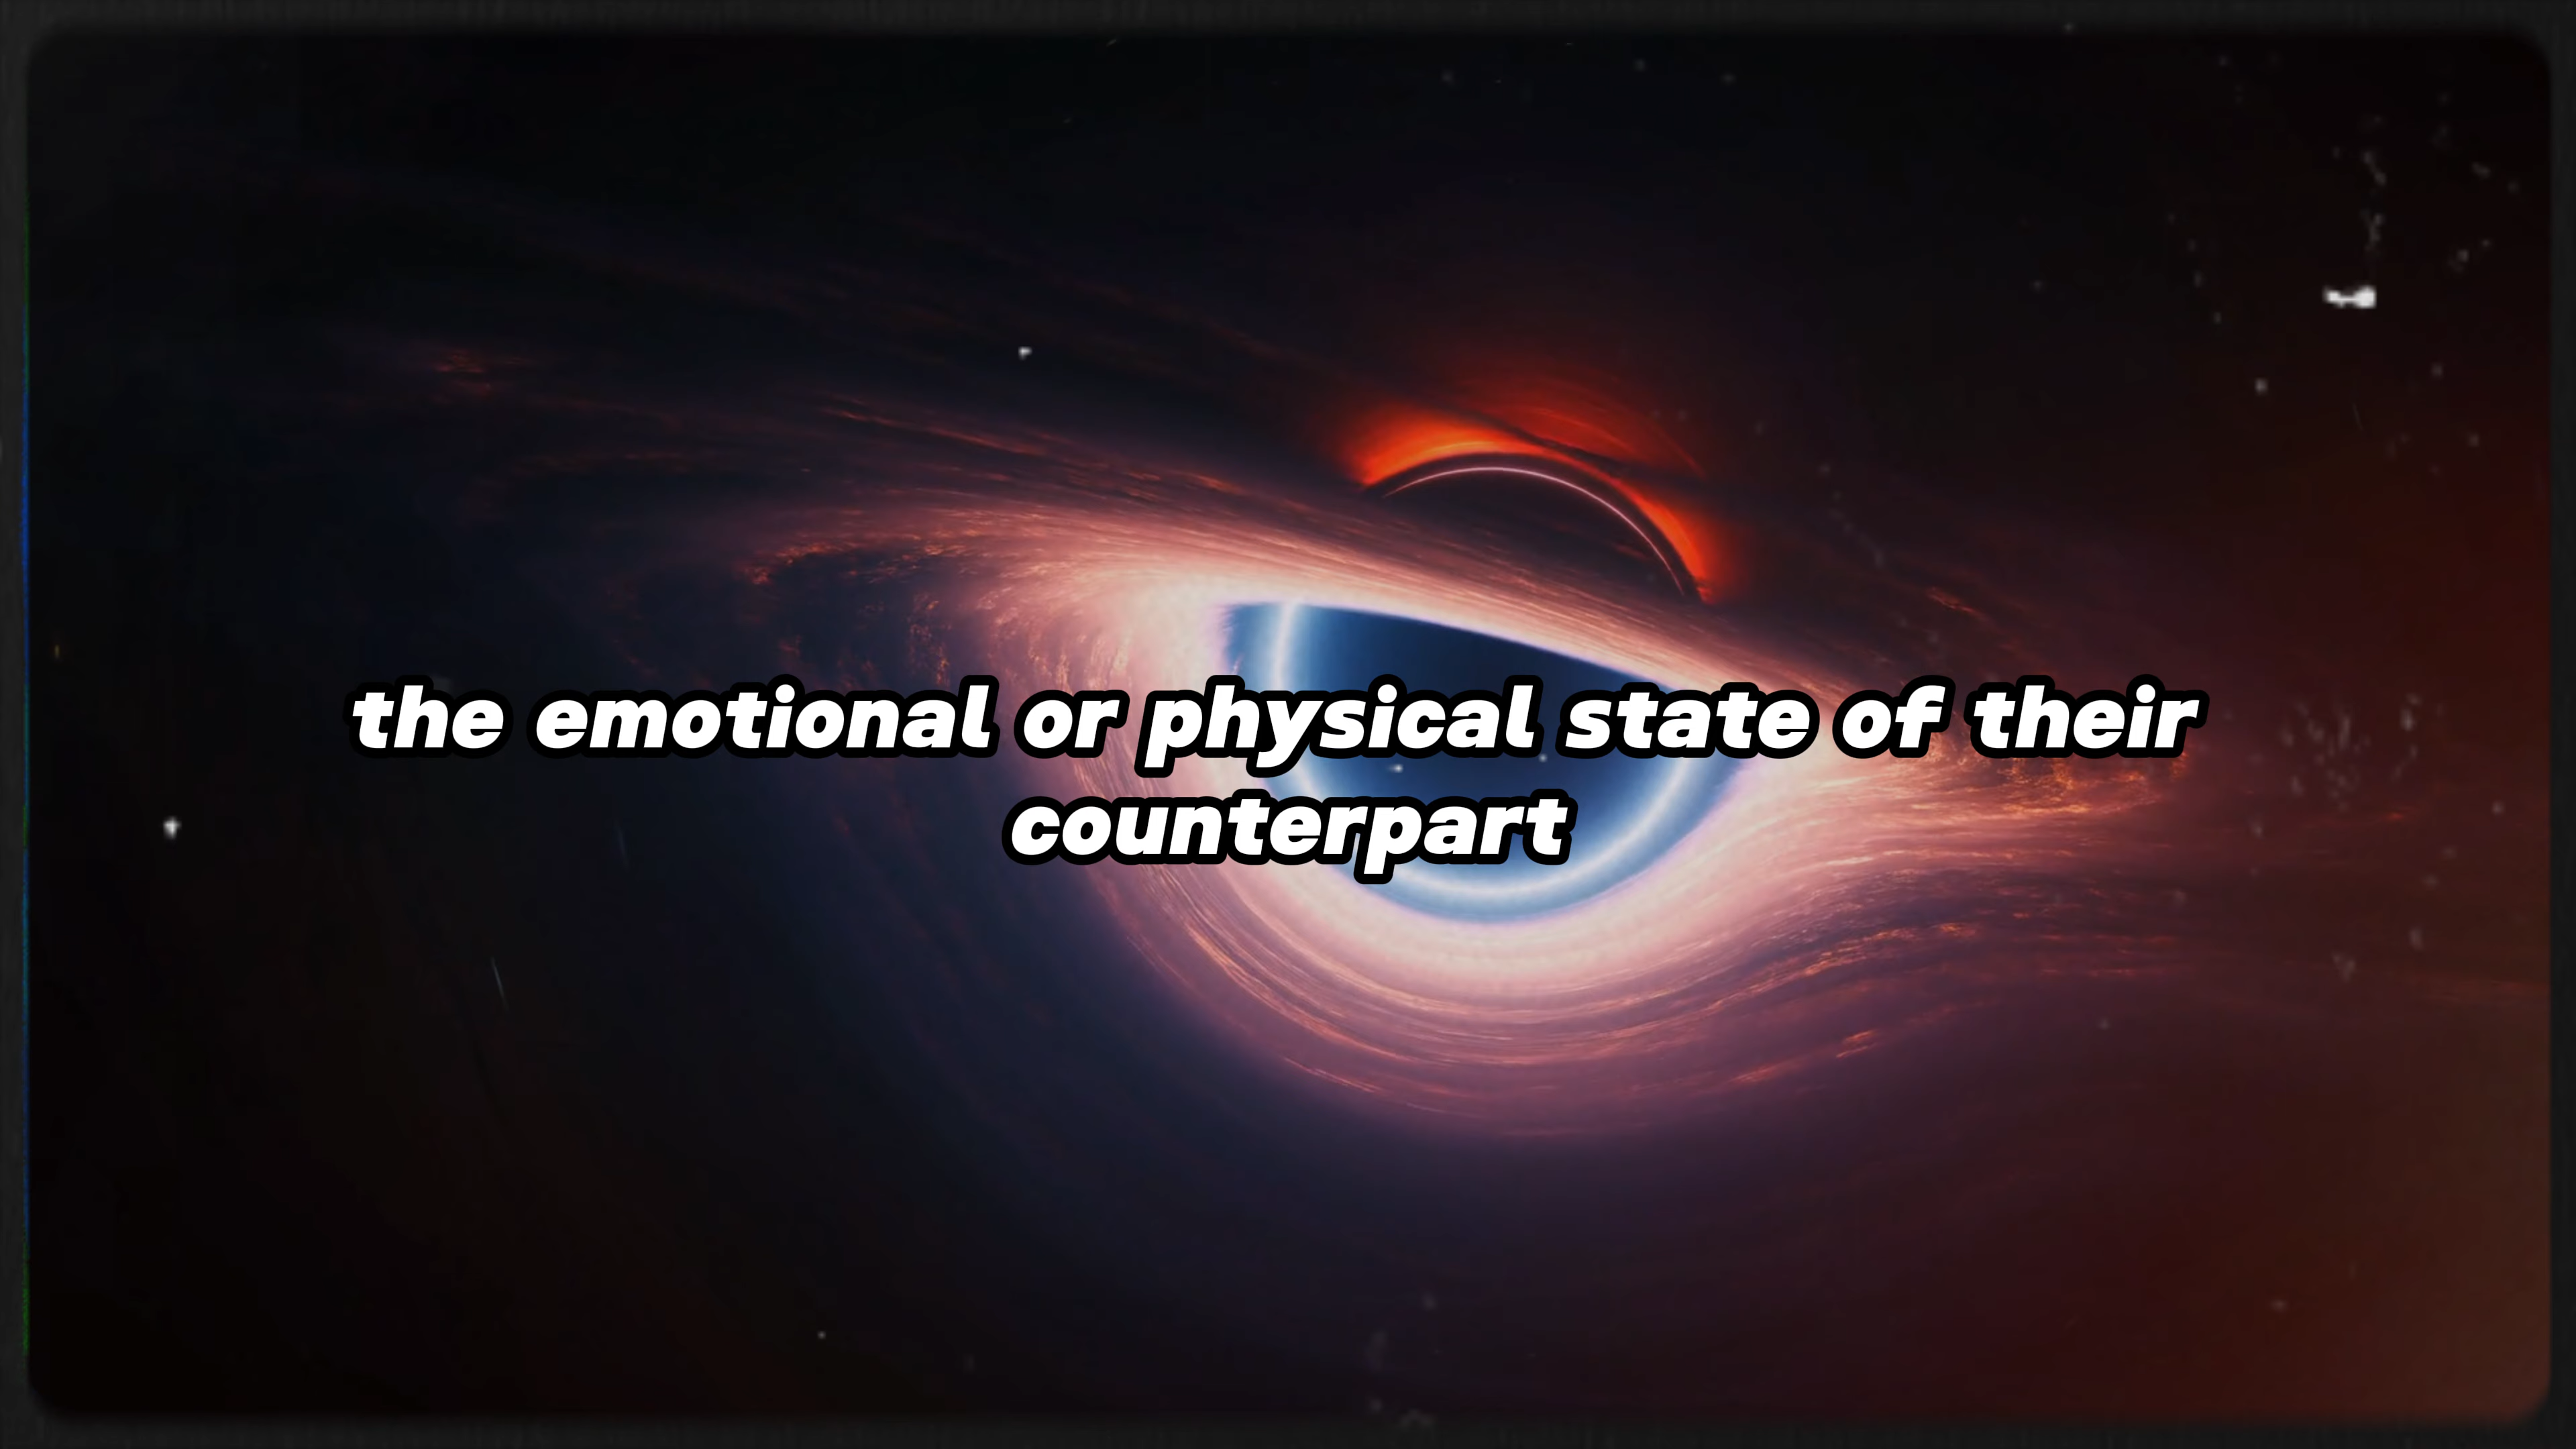 the emotional or physical state of their
counterpart